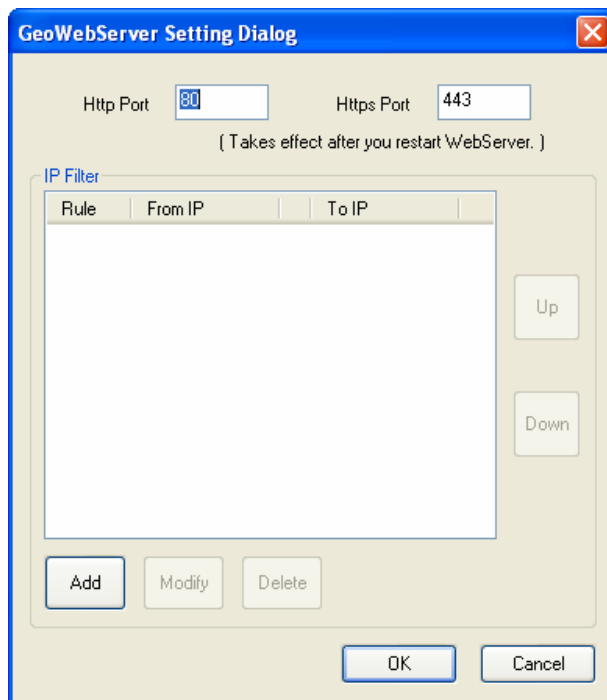 GeoWebServer Setting Dialog
Http Port 80 Https Port 443
( Takes effect after you restart WebServer. )
IP Filter
Rule From IP To IP
Up
Down
Add Modify Delete
OK Cancel